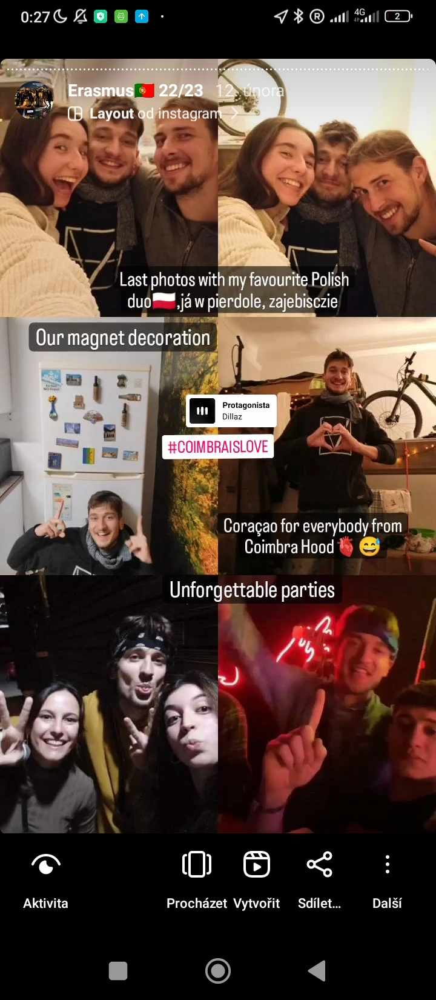 0:27
4G
2
Erasmus🇵🇹 22/23 12. února
Layout od instagram
Last photos with my favourite Polish
duo🇵🇱,já w pierdole, zajebisczie
Our magnet decoration
Protagonista
Dillaz
#COIMBRAISLOVE
Coraçao for everybody from
Coimbra Hood🫀😅
Unforgettable parties
Aktivita
Procházet
Vytvořit
Sdílet...
Další